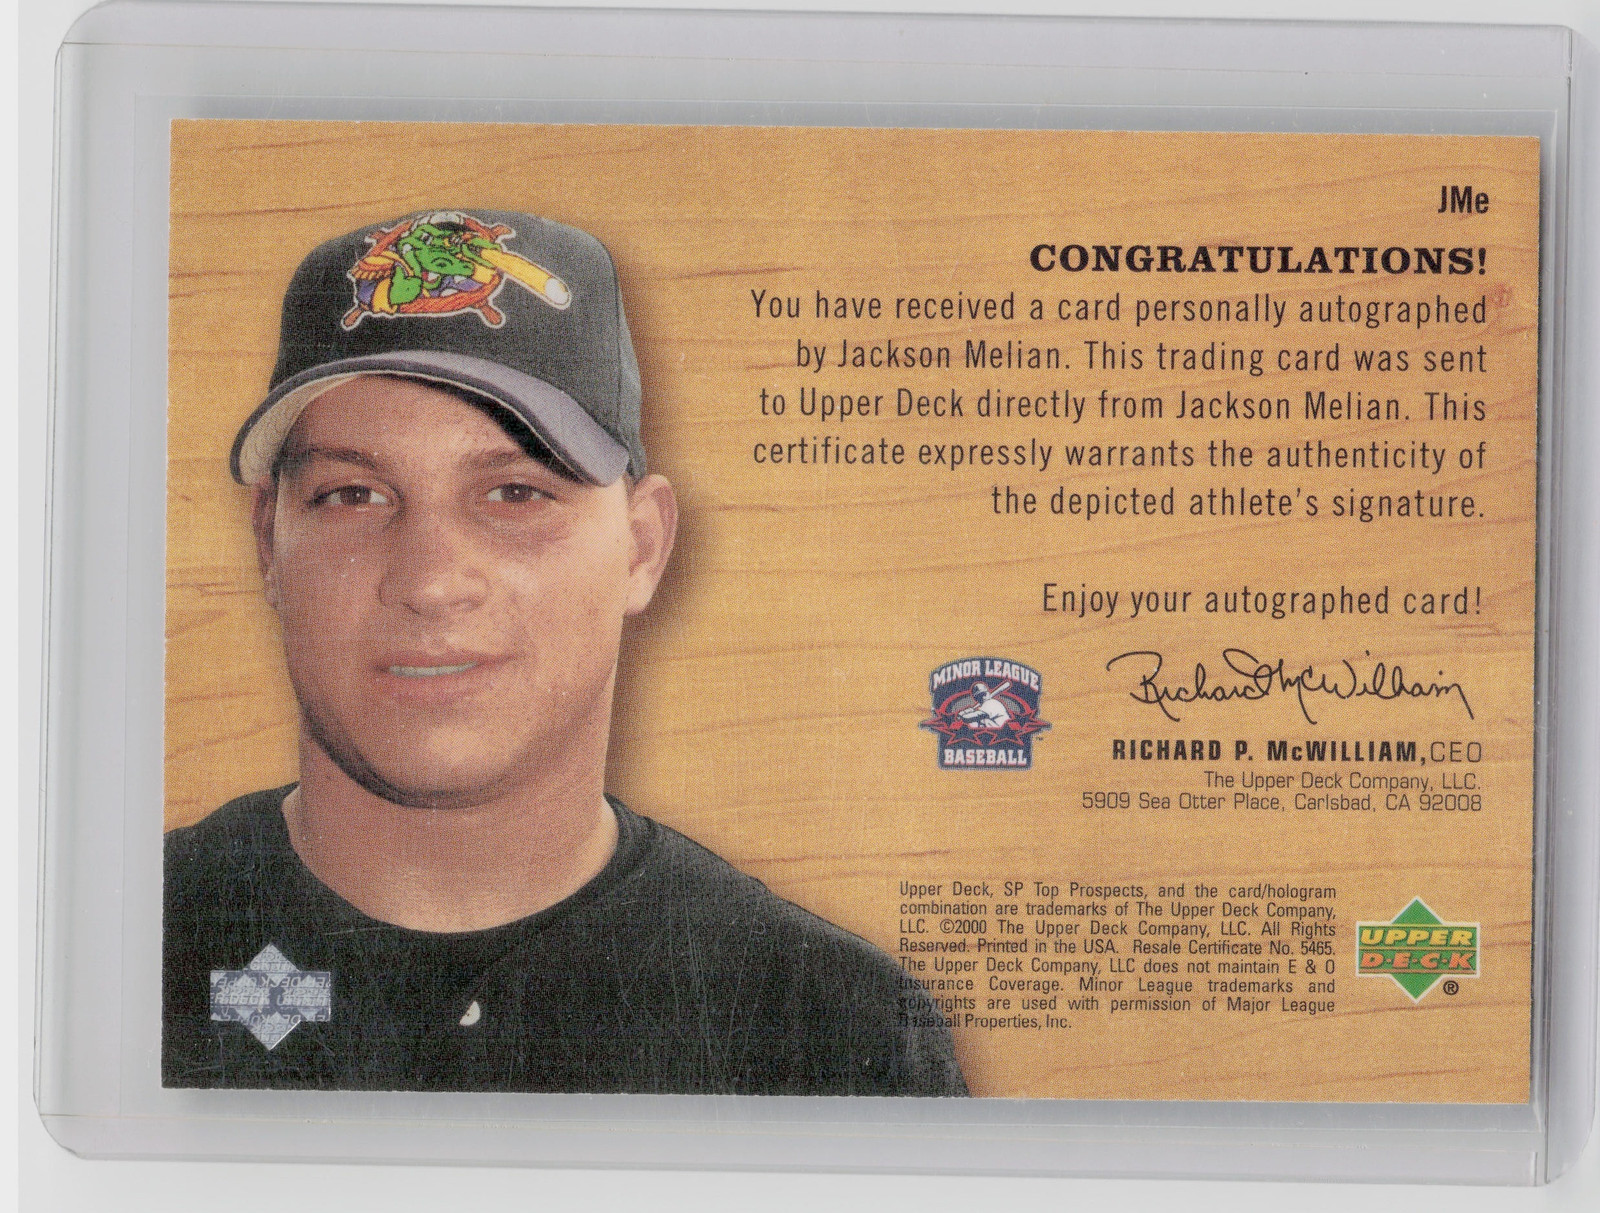 JMe
CONGRATULATIONS!
You have received a card personally autographed
by Jackson Melian. This trading card was sent
to Upper Deck directly from Jackson Melian. This
certificate expressly warrants the authenticity of
the depicted athlete's signature.
Enjoy your autographed card!
MINOR LEAGUE
BASEBALL
TM
Richard McWilliam
RICHARD P. McWILLIAM, CEO
The Upper Deck Company, LLC.
5909 Sea Otter Place, Carlsbad, CA 92008
Upper Deck, SP Top Prospects, and the card/hologram
combination are trademarks of The Upper Deck Company,
LLC. ©2000 The Upper Deck Company, LLC. All Rights
Reserved. Printed in the USA. Resale Certificate No. 5465.
The Upper Deck Company, LLC does not maintain E & O
Insurance Coverage. Minor League trademarks and
copyrights are used with permission of Major League
Baseball Properties, Inc.
UPPER
D·E·C·K
®